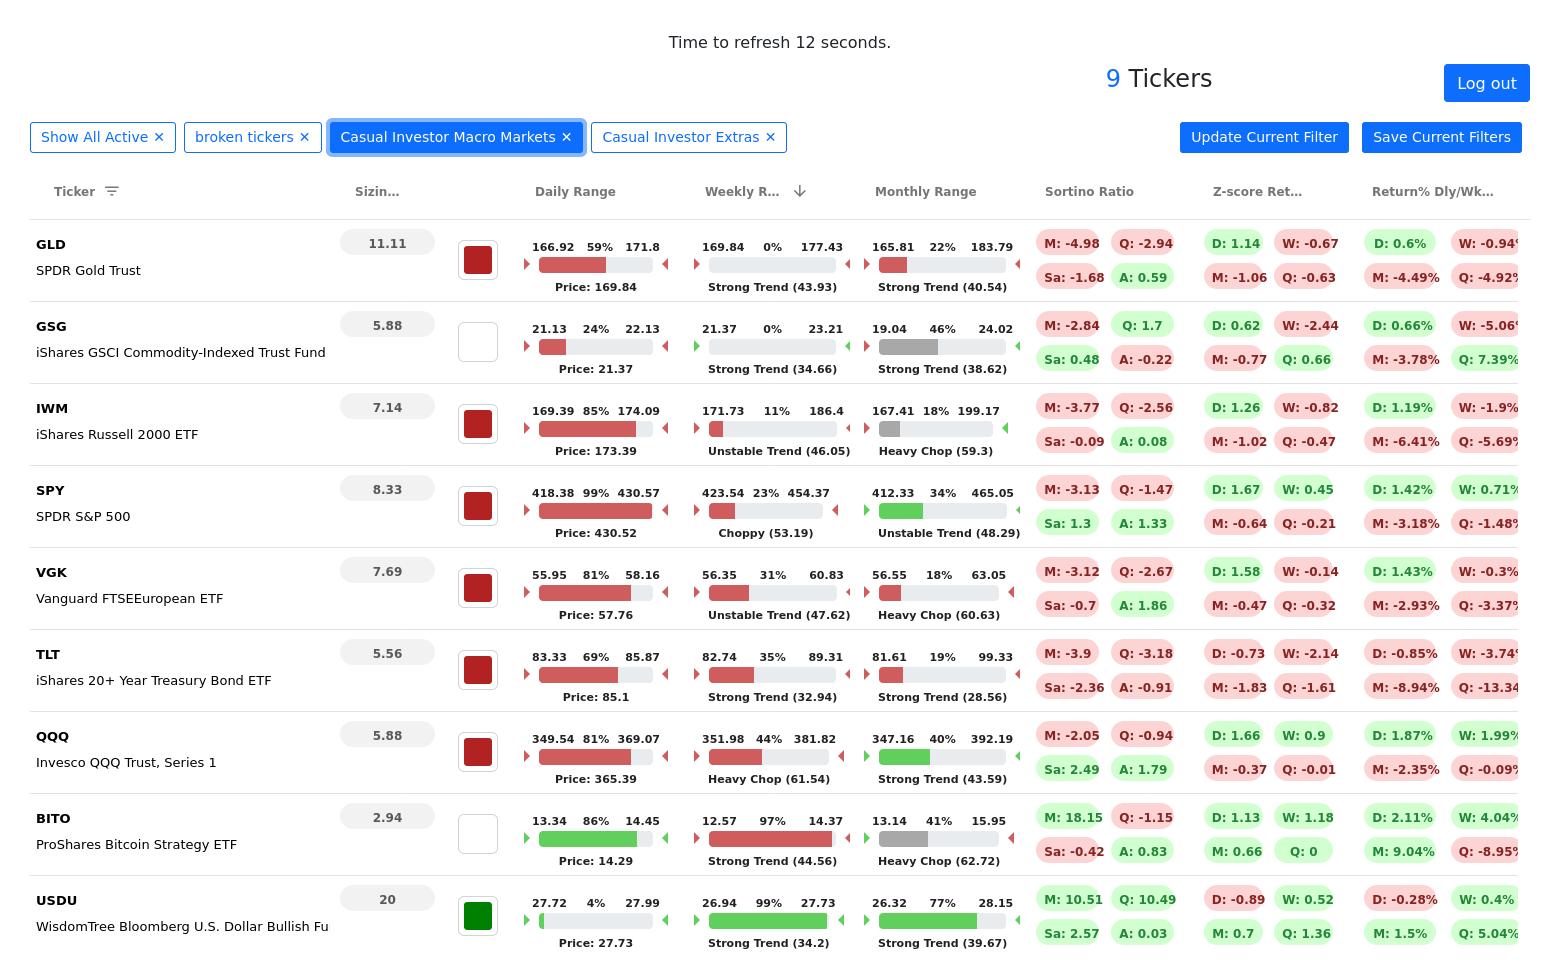 Time to refresh 12 seconds.
9 Tickers
Log out
Show All Active ✕ broken tickers ✕ Casual Investor Macro Markets ✕ Casual Investor Extras ✕ Update Current Filter Save Current Filters
Ticker Sizin… Daily Range Weekly R… Monthly Range Sortino Ratio Z-score Ret… Return% Dly/Wk…
GLD 11.11 166.92 59% 171.8 169.84 0% 177.43 165.81 22% 183.79 M: -4.98 Q: -2.94 D: 1.14 W: -0.67 D: 0.6% W: -0.94%
SPDR Gold Trust Price: 169.84 Strong Trend (43.93) Strong Trend (40.54) Sa: -1.68 A: 0.59 M: -1.06 Q: -0.63 M: -4.49% Q: -4.92%
GSG 5.88 21.13 24% 22.13 21.37 0% 23.21 19.04 46% 24.02 M: -2.84 Q: 1.7 D: 0.62 W: -2.44 D: 0.66% W: -5.06%
iShares GSCI Commodity-Indexed Trust Fund Price: 21.37 Strong Trend (34.66) Strong Trend (38.62) Sa: 0.48 A: -0.22 M: -0.77 Q: 0.66 M: -3.78% Q: 7.39%
IWM 7.14 169.39 85% 174.09 171.73 11% 186.4 167.41 18% 199.17 M: -3.77 Q: -2.56 D: 1.26 W: -0.82 D: 1.19% W: -1.9%
iShares Russell 2000 ETF Price: 173.39 Unstable Trend (46.05) Heavy Chop (59.3) Sa: -0.09 A: 0.08 M: -1.02 Q: -0.47 M: -6.41% Q: -5.69%
SPY 8.33 418.38 99% 430.57 423.54 23% 454.37 412.33 34% 465.05 M: -3.13 Q: -1.47 D: 1.67 W: 0.45 D: 1.42% W: 0.71%
SPDR S&P 500 Price: 430.52 Choppy (53.19) Unstable Trend (48.29) Sa: 1.3 A: 1.33 M: -0.64 Q: -0.21 M: -3.18% Q: -1.48%
VGK 7.69 55.95 81% 58.16 56.35 31% 60.83 56.55 18% 63.05 M: -3.12 Q: -2.67 D: 1.58 W: -0.14 D: 1.43% W: -0.3%
Vanguard FTSEEuropean ETF Price: 57.76 Unstable Trend (47.62) Heavy Chop (60.63) Sa: -0.7 A: 1.86 M: -0.47 Q: -0.32 M: -2.93% Q: -3.37%
TLT 5.56 83.33 69% 85.87 82.74 35% 89.31 81.61 19% 99.33 M: -3.9 Q: -3.18 D: -0.73 W: -2.14 D: -0.85% W: -3.74%
iShares 20+ Year Treasury Bond ETF Price: 85.1 Strong Trend (32.94) Strong Trend (28.56) Sa: -2.36 A: -0.91 M: -1.83 Q: -1.61 M: -8.94% Q: -13.34
QQQ 5.88 349.54 81% 369.07 351.98 44% 381.82 347.16 40% 392.19 M: -2.05 Q: -0.94 D: 1.66 W: 0.9 D: 1.87% W: 1.99%
Invesco QQQ Trust, Series 1 Price: 365.39 Heavy Chop (61.54) Strong Trend (43.59) Sa: 2.49 A: 1.79 M: -0.37 Q: -0.01 M: -2.35% Q: -0.09%
BITO 2.94 13.34 86% 14.45 12.57 97% 14.37 13.14 41% 15.95 M: 18.15 Q: -1.15 D: 1.13 W: 1.18 D: 2.11% W: 4.04%
ProShares Bitcoin Strategy ETF Price: 14.29 Strong Trend (44.56) Heavy Chop (62.72) Sa: -0.42 A: 0.83 M: 0.66 Q: 0 M: 9.04% Q: -8.95%
USDU 20 27.72 4% 27.99 26.94 99% 27.73 26.32 77% 28.15 M: 10.51 Q: 10.49 D: -0.89 W: 0.52 D: -0.28% W: 0.4%
WisdomTree Bloomberg U.S. Dollar Bullish Fu Price: 27.73 Strong Trend (34.2) Strong Trend (39.67) Sa: 2.57 A: 0.03 M: 0.7 Q: 1.36 M: 1.5% Q: 5.04%